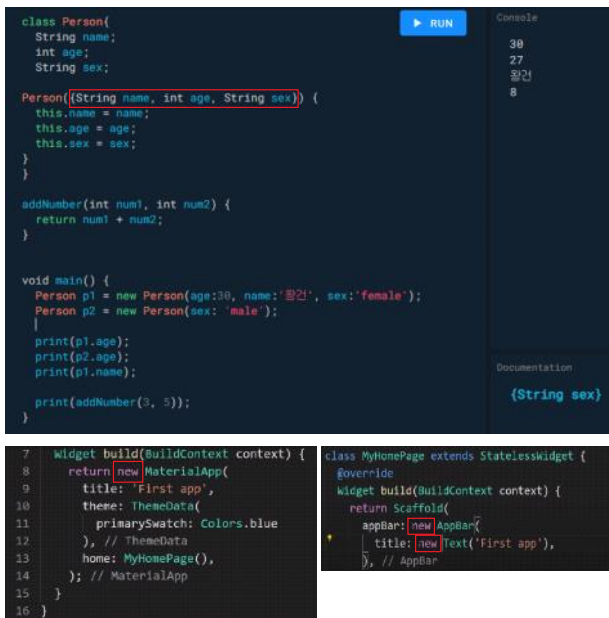 class Person{
String name;
int age;
String sex;
Person({String name, int age, String sex}) {
this.name = name;
this.age = age;
this.sex = sex;
}
}
addNumber(int num1, int num2) {
return num1 + num2;
}
void main() {
Person p1 = new Person(age:30, name:'왕건', sex:'female');
Person p2 = new Person(sex: 'male');
print(p1.age);
print(p2.age);
print(p1.name);
print(addNumber(3, 5));
}
▶ RUN
Console
30
27
왕건
8
Documentation
{String sex}
7 Widget build(BuildContext context) {
8 return new MaterialApp(
9 title: 'First app',
10 theme: ThemeData(
11 primarySwatch: Colors.blue
12 ), // ThemeData
13 home: MyHomePage(),
14 ); // MaterialApp
15 }
16 }
class MyHomePage extends StatelessWidget {
@override
Widget build(BuildContext context) {
return Scaffold(
appBar: new AppBar(
title: new Text('First app'),
), // AppBar